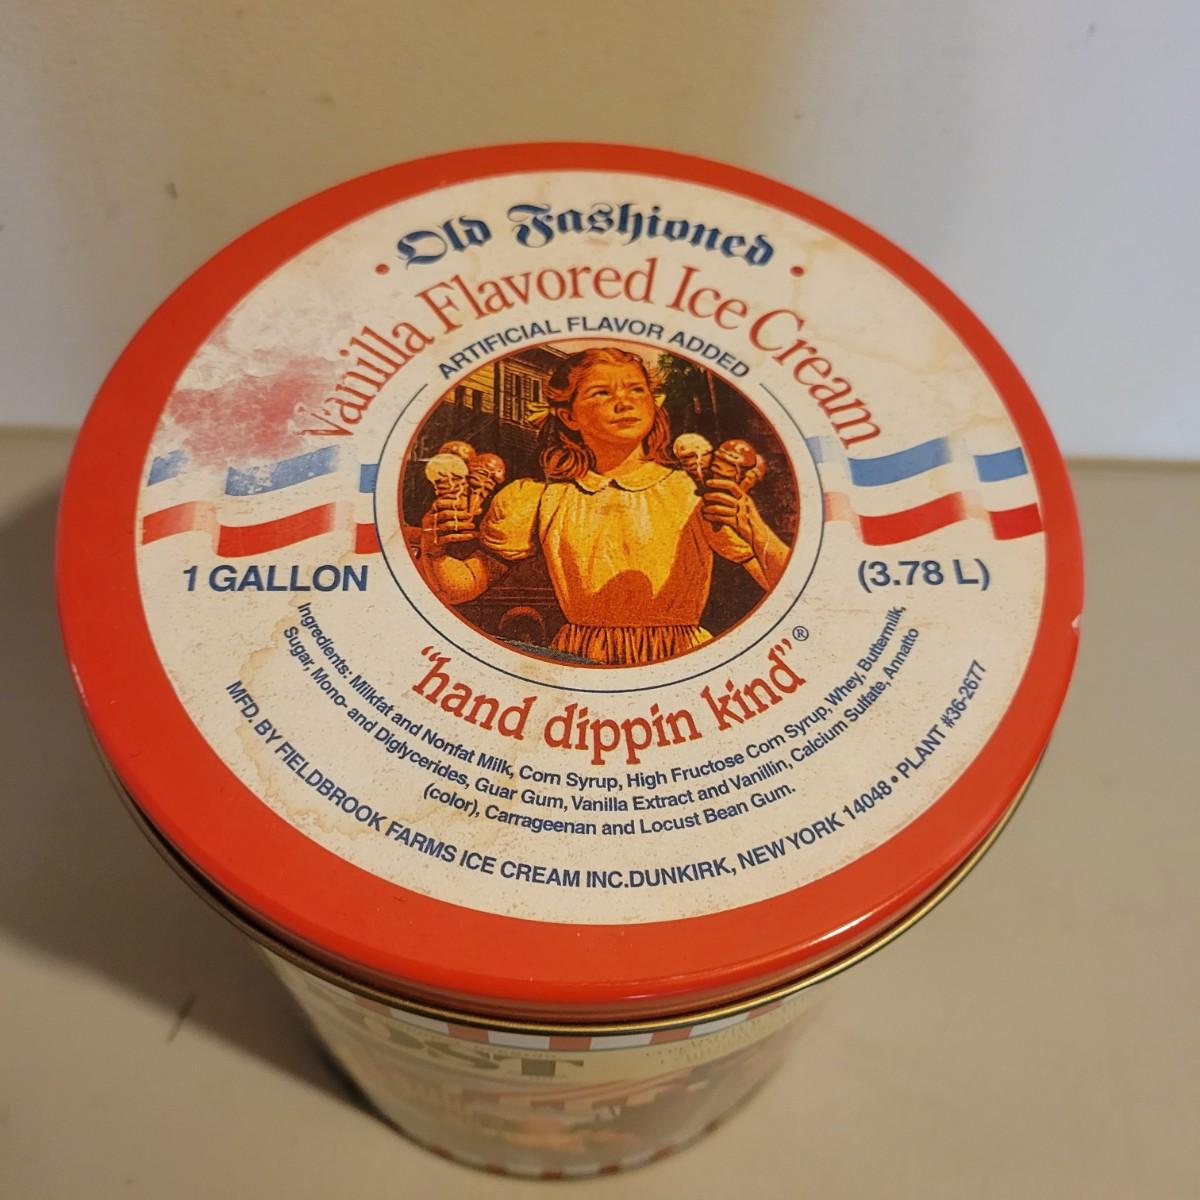 • Old Fashioned •
Vanilla Flavored Ice Cream
ARTIFICIAL FLAVOR ADDED
1 GALLON
(3.78 L)
"hand dippin kind"®
Ingredients: Milkfat and Nonfat Milk, Corn Syrup, High Fructose Corn Syrup, Whey, Buttermilk,
Sugar, Mono- and Diglycerides, Guar Gum, Vanilla Extract and Vanillin, Calcium Sulfate, Annatto
(color), Carrageenan and Locust Bean Gum.
MFD. BY FIELDBROOK FARMS ICE CREAM INC.DUNKIRK, NEW YORK 14048 • PLANT #36-2677